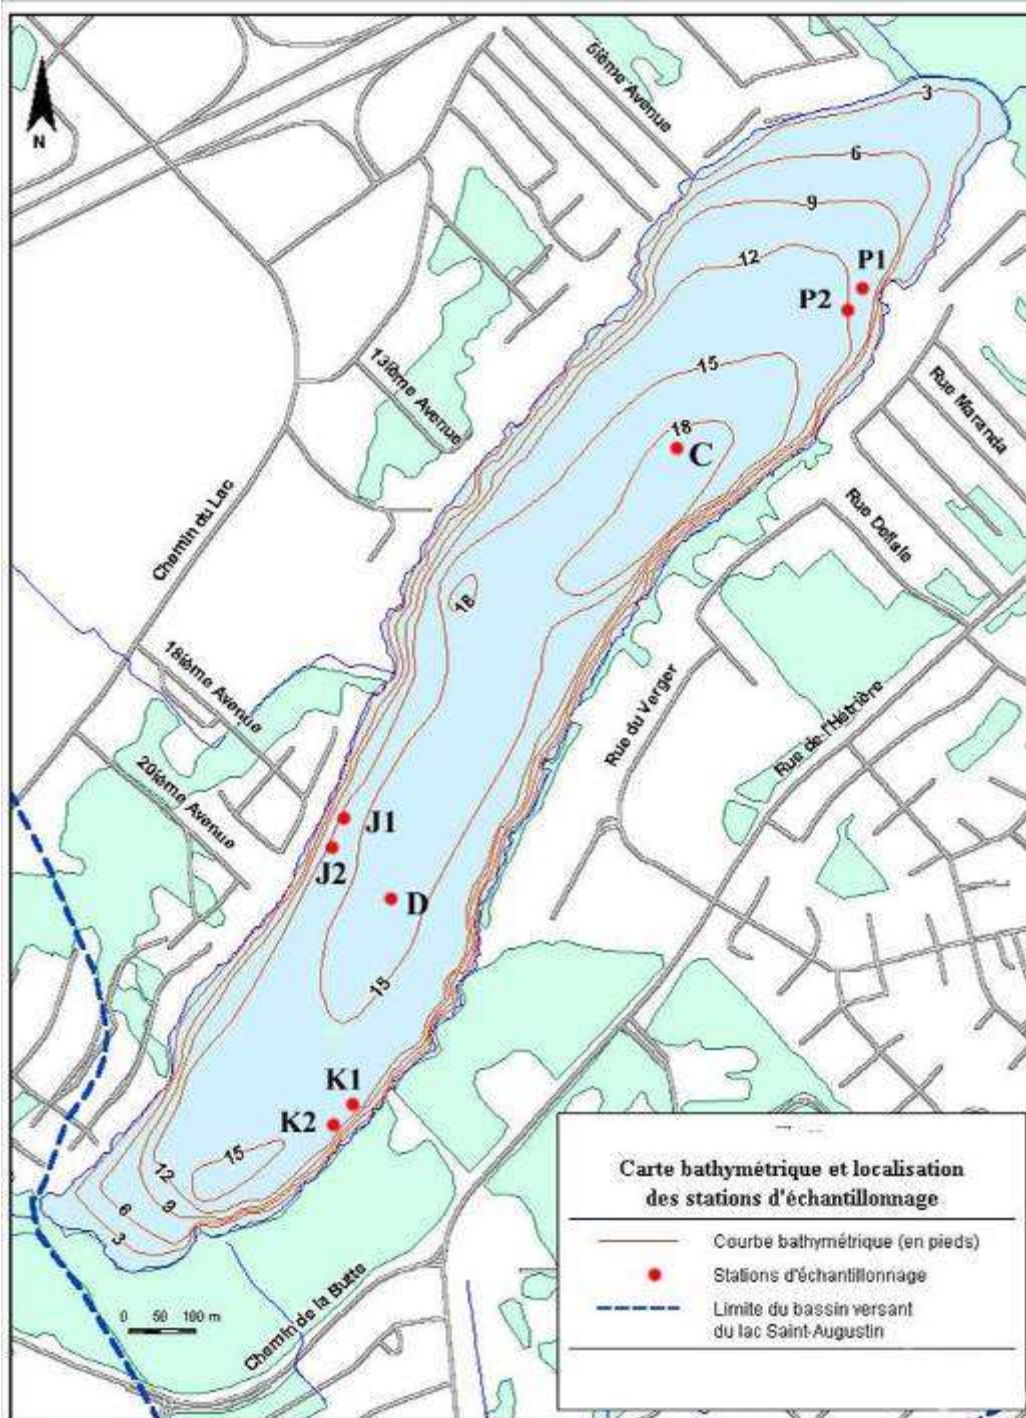 N
5ième Avenue
3
6
9
12
P1
P2
13ième Avenue
15
Rue Maranda
18
C
Chemin du Lac
18
18ième Avenue
Rue du Verger
Rue de l'Hêtrière
20ième Avenue
J1
J2
D
15
K1
K2
15
12
9
6
3
0 50 100 m
Chemin de la Butte
Carte bathymétrique et localisation
des stations d'échantillonnage
Courbe bathymétrique (en pieds)
Stations d'échantillonnage
Limite du bassin versant
du lac Saint-Augustin